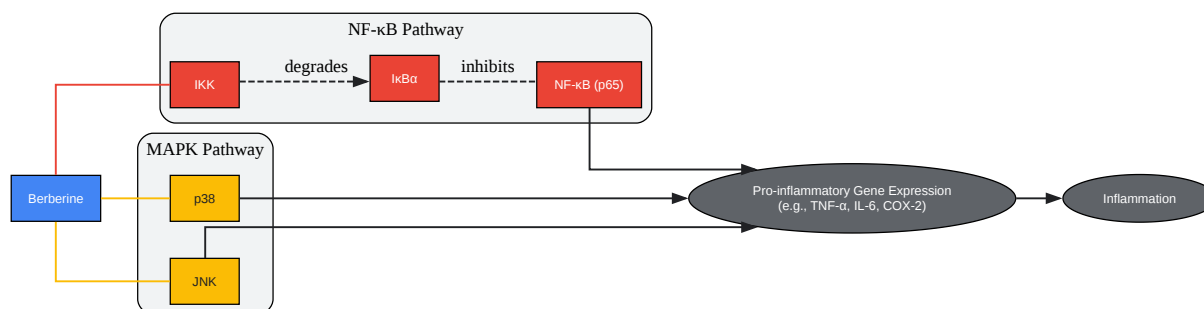 NF-κB Pathway
IKK
degrades
IκBα
inhibits
NF-κB (p65)
MAPK Pathway
Berberine
p38
JNK
Pro-inflammatory Gene Expression
(e.g., TNF-α, IL-6, COX-2)
Inflammation